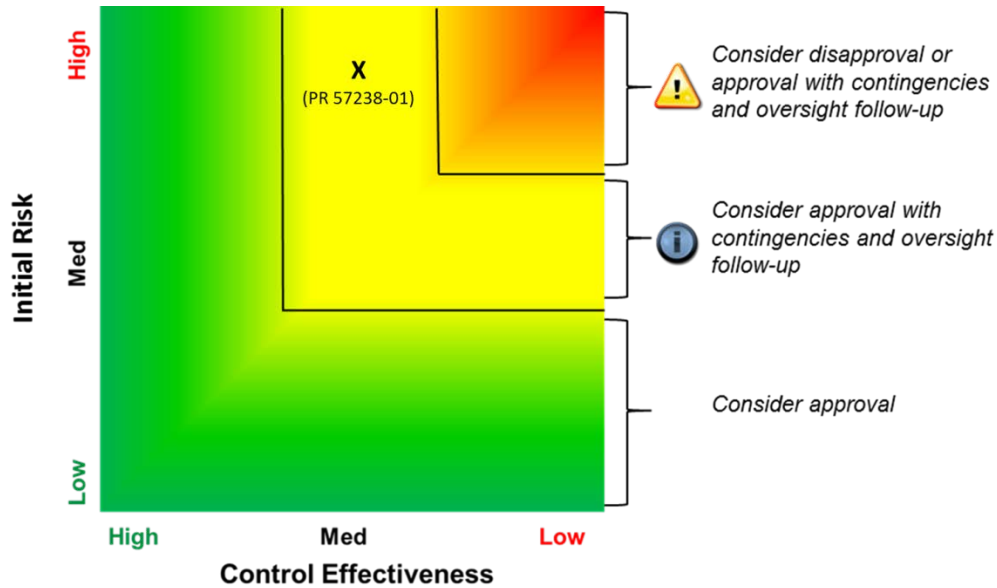 High
X
(PR 57238-01)
Consider disapproval or
approval with contingencies
and oversight follow-up
Initial Risk
Med
Consider approval with
contingencies and oversight
follow-up
Consider approval
Low
High
Med
Low
Control Effectiveness